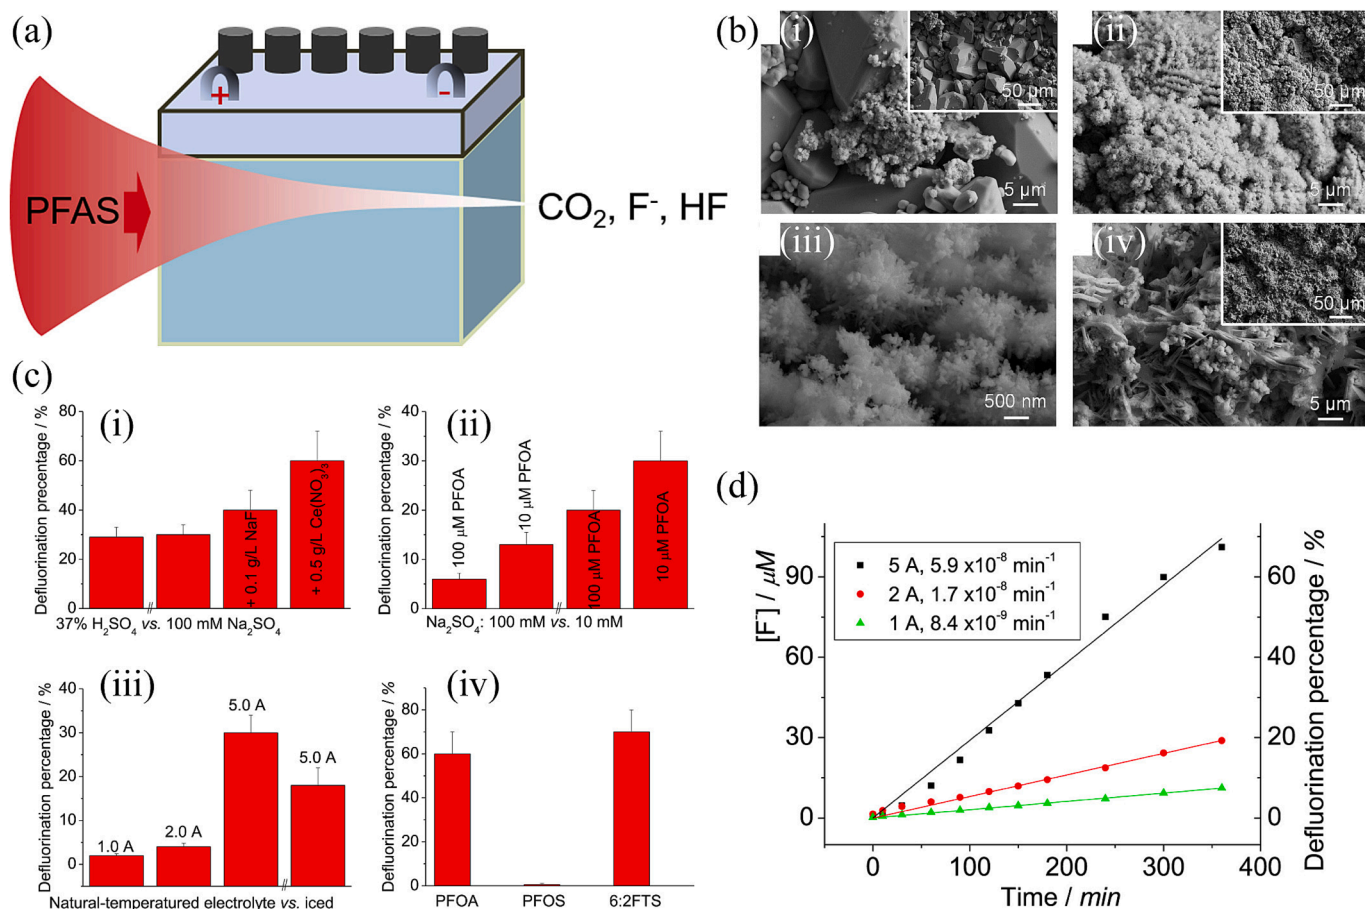 (a)
+
-
PFAS
CO₂, F⁻, HF
(b)
(i)
50 µm
5 µm
(ii)
50 µm
5 µm
(iii)
500 nm
(iv)
50 µm
5 µm
(c)
(i)
Defluorination precentage / %
80
60
40
20
0
+ 0.1 g/L NaF
+ 0.5 g/L Ce(NO₃)₃
37% H₂SO₄ vs. 100 mM Na₂SO₄
(ii)
Defluorination percentage / %
40
30
20
10
0
100 µM PFOA
10 µM PFOA
100 µM PFOA
10 µM PFOA
Na₂SO₄: 100 mM vs. 10 mM
(iii)
Defluorination percentage / %
40
30
20
10
0
1.0 A
2.0 A
5.0 A
5.0 A
Natural-temperatured electrolyte vs. iced
(iv)
Defluorination percentage / %
80
60
40
20
0
PFOA
PFOS
6:2FTS
(d)
[F⁻] / µM
90
60
30
0
5 A, 5.9 x10⁻⁸ min⁻¹
2 A, 1.7 x10⁻⁸ min⁻¹
1 A, 8.4 x10⁻⁹ min⁻¹
60
40
20
0
Defluorination percentage / %
0 100 200 300 400
Time / min